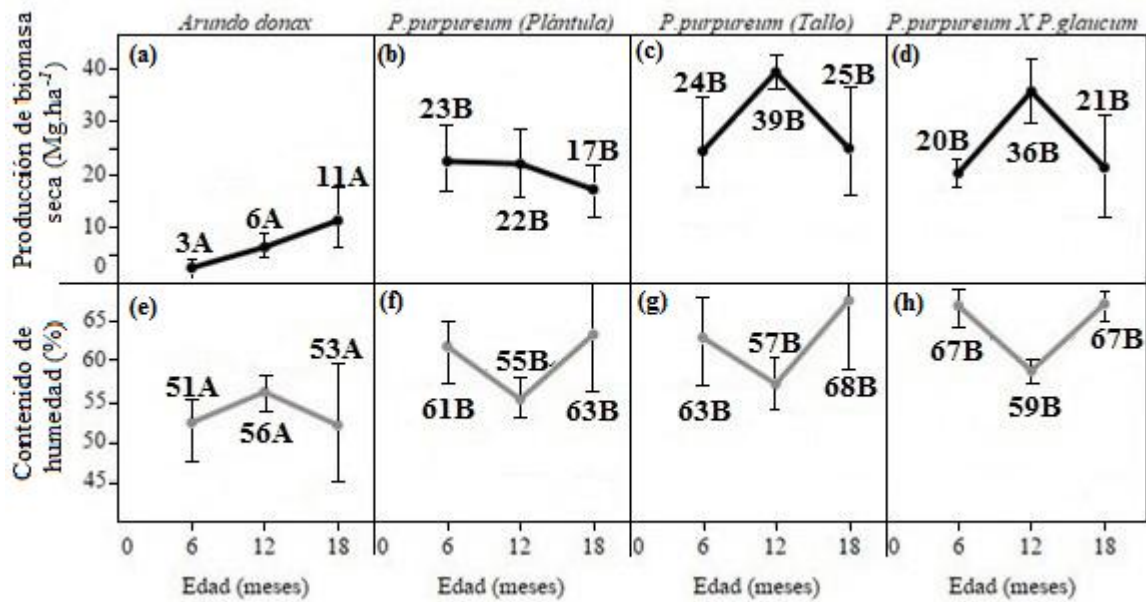 Arundo donax P.purpureum (Plántula) P.purpureum (Tallo) P.purpureum X P.glaucum
Producción de biomasa
seca (Mg.ha⁻¹)
40
30
20
10
0
(a)
3A
6A
11A
(b)
23B
22B
17B
(c)
24B
39B
25B
(d)
20B
36B
21B
Contenido de
humedad (%)
65
60
55
50
45
(e)
51A
56A
53A
(f)
61B
55B
63B
(g)
63B
57B
68B
(h)
67B
59B
67B
0 6 12 18 0 6 12 18 0 6 12 18 0 6 12 18
Edad (meses) Edad (meses) Edad (meses) Edad (meses)